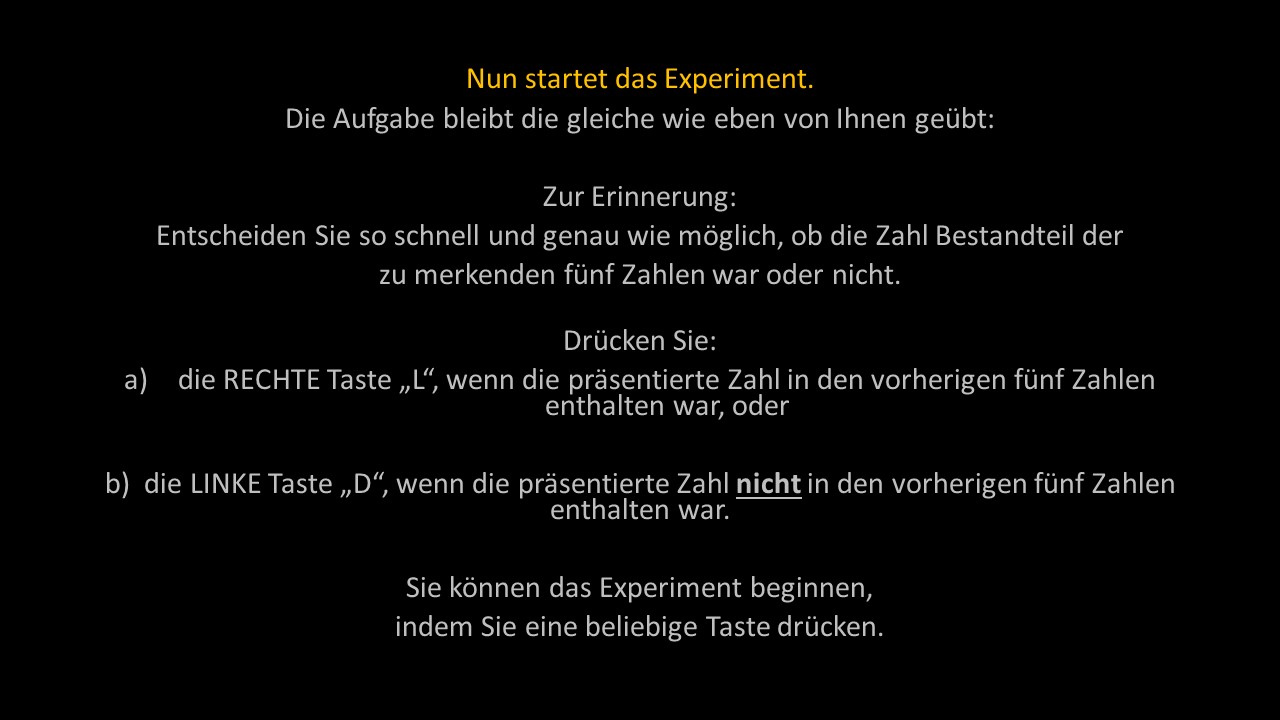 Nun startet das Experiment.
Die Aufgabe bleibt die gleiche wie eben von Ihnen geübt:
Zur Erinnerung:
Entscheiden Sie so schnell und genau wie möglich, ob die Zahl Bestandteil der
zu merkenden fünf Zahlen war oder nicht.
Drücken Sie:
a) die RECHTE Taste „L“, wenn die präsentierte Zahl in den vorherigen fünf Zahlen
enthalten war, oder
b) die LINKE Taste „D“, wenn die präsentierte Zahl nicht in den vorherigen fünf Zahlen
enthalten war.
Sie können das Experiment beginnen,
indem Sie eine beliebige Taste drücken.